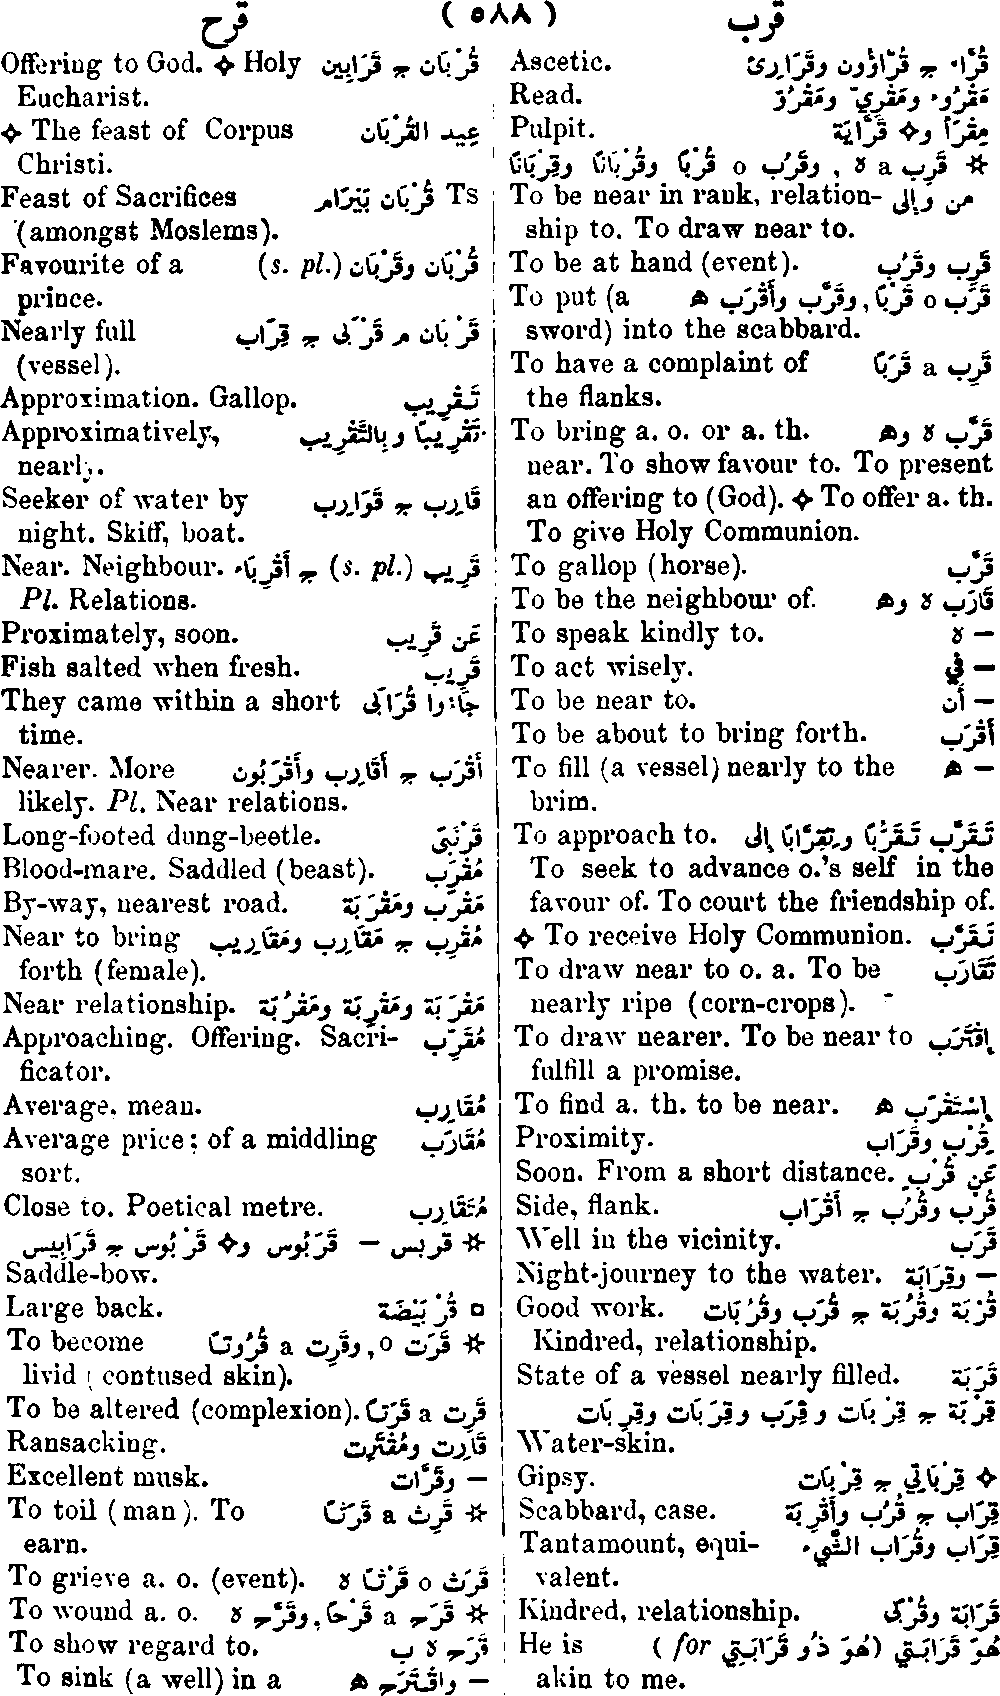 قرب ( ٥٨٨ ) قرح
Ascetic. قُرَّاء ج قُرَّاؤُون وقَرَارِئ
Read. مَقْرُوء ومَقْرِيّ ومَقْرُوّ
Pulpit. مِقْرَأ و✧ قَرَّايَة
☆ قَرِب a ه‍, وقَرُب o قُرْبًا وقُرْبَانًا وقِرْبَانًا
To be near in rank, relation- من وإِلى
ship to. To draw near to.
To be at hand (event). قَرِب وقَرُب
To put (a قَرَب o قَرْبًا, وقَرَّب وأَقْرَب ه
sword) into the scabbard.
To have a complaint of قَرِب a قَرَبًا
the flanks.
To bring a. o. or a. th. قَرَّب ه‍ وه
near. To show favour to. To present
an offering to (God). ✧ To offer a. th.
To give Holy Communion.
To gallop (horse). قَرَّب
To be the neighbour of. قَارَب ه‍ وه
To speak kindly to. – ه‍
To act wisely. – في
To be near to. – أَن
To be about to bring forth. أَقْرَب
To fill (a vessel) nearly to the – ه
brim.
To approach to. تَقَرَّب تَقَرُّبًا وتِقِرَّابًا إِلى
To seek to advance o.'s self in the
favour of. To court the friendship of.
✧ To receive Holy Communion. تَقَرَّب
To draw near to o. a. To be تَقَارَب
nearly ripe (corn-crops).
To draw nearer. To be near to إِقْتَرَب
fulfill a promise.
To find a. th. to be near. إِسْتَقْرَب ه
Proximity. قُرْب وقَرَاب
Soon. From a short distance. عَن قُرْب
Side, flank. قُرْب وقُرُب ج أَقْرَاب
Well in the vicinity. قَرَب
Night-journey to the water. – وقِرَابَة
Good work. قُرْبَة وقُرُبَة ج قُرَب وقُرُبَات
Kindred, relationship.
State of a vessel nearly filled. قَرَبَة
قِرْبَة ج قِرْبَات وقِرَب وقِرَبَات وقِرِبَات
Water-skin.
Gipsy. ✧ قِرْبَاتِي ج قِرْبَات
Scabbard, case. قِرَاب ج قُرُب وأَقْرِبَة
Tantamount, equi- قِرَاب وقُرَاب الشَّيء
valent.
Kindred, relationship. قَرَابَة وقُرْبَى
He is ( for هُوَ قَرَابَتِي (هُوَ ذُو قَرَابَتِي
akin to me.
Offering to God. ✧ Holy قُرْبَان ج قَرَابِين
Eucharist.
✧ The feast of Corpus عِيد القُرْبَان
Christi.
Feast of Sacrifices Ts قُرْبَان بَيْرَام
(amongst Moslems).
Favourite of a (s. pl.) قُرْبَان وقَرْبَان
prince.
Nearly full قَرْبَان م قَرْبَى ج قِرَاب
(vessel).
Approximation. Gallop. تَقْرِيب
Approximatively, تَقْرِيبًا وبِالتَّقْرِيب
nearly.
Seeker of water by قَارِب ج قَوَارِب
night. Skiff, boat.
Near. Neighbour. قَرِيب (s. pl.) ج أَقْرِبَاء
Pl. Relations.
Proximately, soon. عَن قَرِيب
Fish salted when fresh. قَرِيب
They came within a short جَاءُوا قُرَابَى
time.
Nearer. More أَقْرَب ج أَقَارِب وأَقْرَبُون
likely. Pl. Near relations.
Long-footed dung-beetle. قَرَنْبَى
Blood-mare. Saddled (beast). مُقْرَب
By-way, nearest road. مَقْرَب ومَقْرَبَة
Near to bring مُقْرِب ج مَقَارِب ومَقَارِيب
forth (female).
Near relationship. مَقْرَبَة ومَقْرِبَة ومَقْرُبَة
Approaching. Offering. Sacri- مُقَرِّب
ficator.
Average, mean. مُقَارِب
Average price; of a middling مُقَارَب
sort.
Close to. Poetical metre. مُتَقَارِب
☆ قربس – قَرَبُوس و✧ قَرْبُوس ج قَرَابِيس
Saddle-bow.
Large back. □ قُرْبَيْضَة
To become ☆ قَرَت o, وقَرِت a قُرُوتًا
livid (contused skin).
To be altered (complexion). قَرِت a قَرَتًا
Ransacking. قَارِت ومُقْتَرِت
Excellent musk. – وقَرَّات
To toil (man). To ☆ قَرِث a قَرَثًا
earn.
To grieve a. o. (event). قَرَث o قَرْثًا ه‍
To wound a. o. ☆ قَرَح a قَرْحًا, وقَرَّح ه‍
To show regard to. قَرَح ه‍ ب
To sink (a well) in a – واقْتَرَح ه